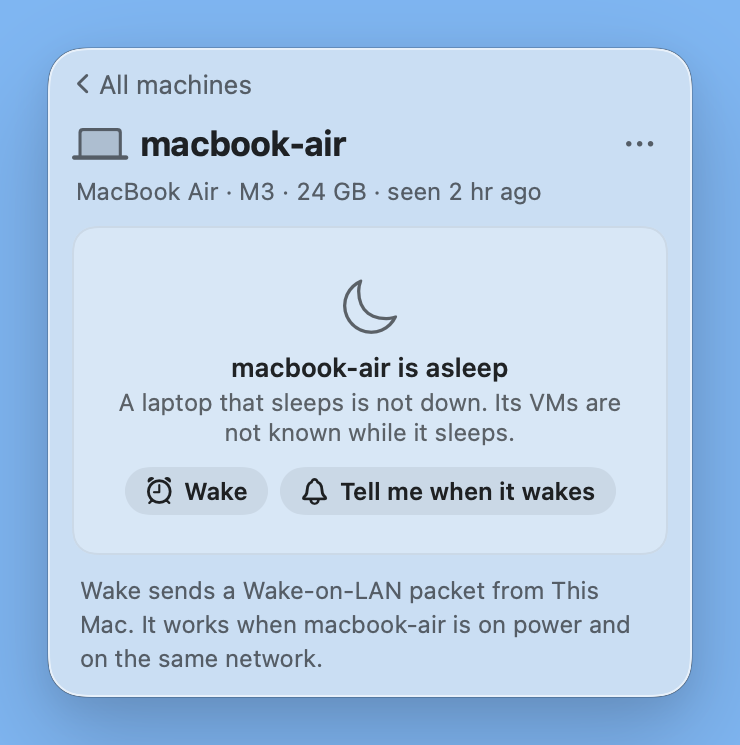 All machines
macbook-air
MacBook Air · M3 · 24 GB · seen 2 hr ago
macbook-air is asleep
A laptop that sleeps is not down. Its VMs are
not known while it sleeps.
Wake
Tell me when it wakes
Wake sends a Wake-on-LAN packet from This
Mac. It works when macbook-air is on power and
on the same network.